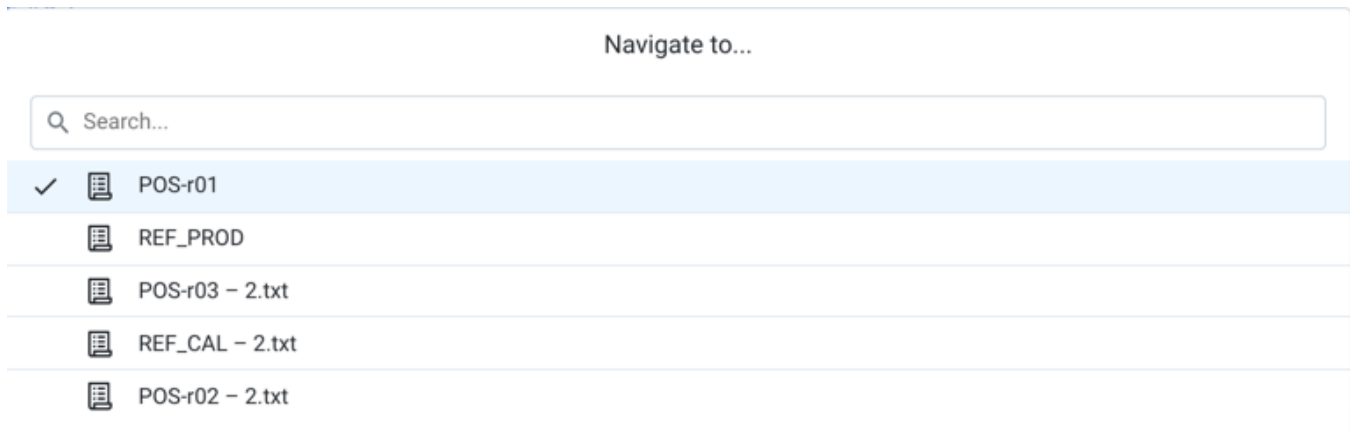 Navigate to...
Search...
POS-r01
REF_PROD
POS-r03 – 2.txt
REF_CAL – 2.txt
POS-r02 – 2.txt